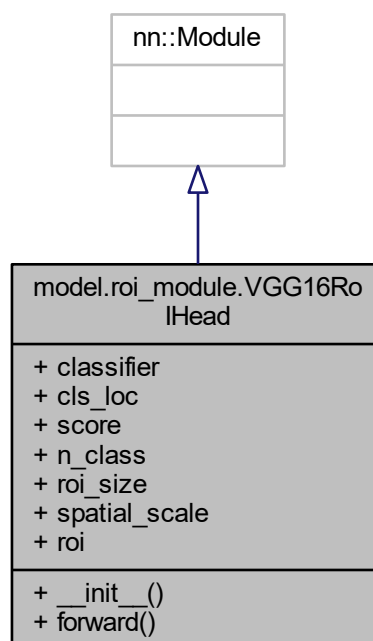 nn::Module
model.roi_module.VGG16Ro
IHead
+ classifier
+ cls_loc
+ score
+ n_class
+ roi_size
+ spatial_scale
+ roi
+ __init__()
+ forward()